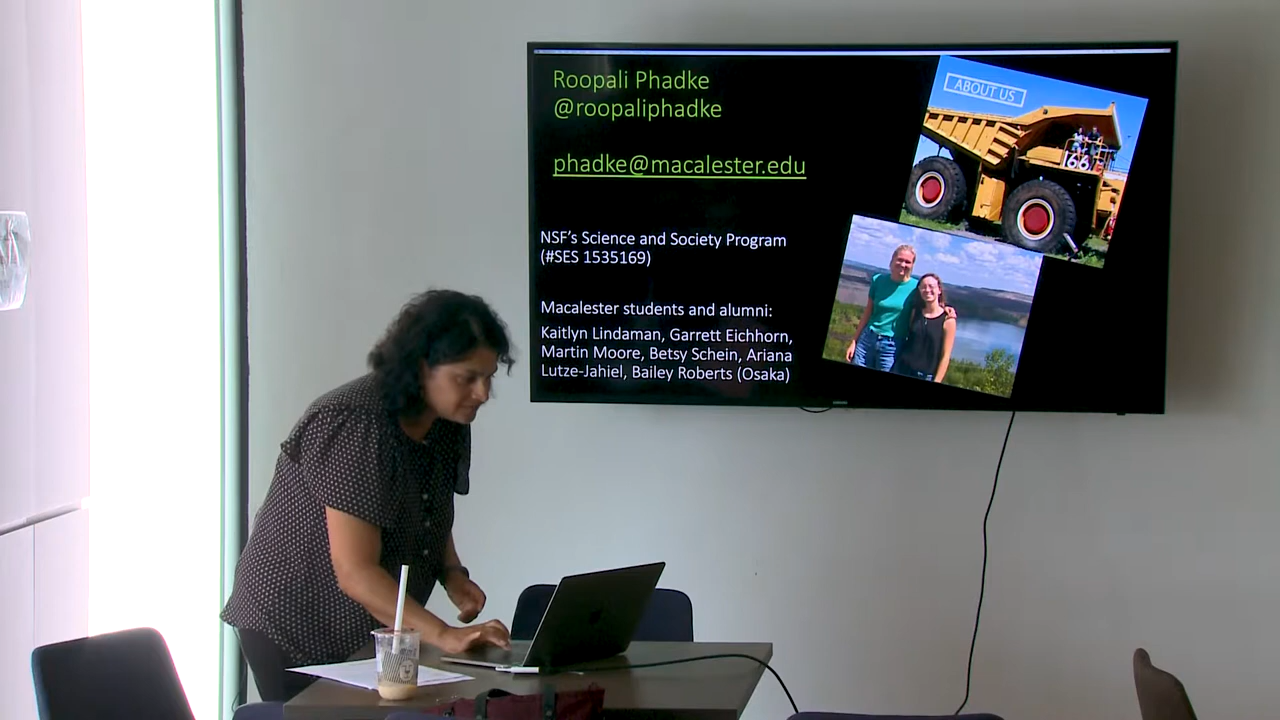 Roopali Phadke
@roopaliphadke
phadke@macalester.edu
NSF's Science and Society Program
(#SES 1535169)
Macalester students and alumni:
Kaitlyn Lindaman, Garrett Eichhorn,
Martin Moore, Betsy Schein, Ariana
Lutze-Jahiel, Bailey Roberts (Osaka)
ABOUT US
166